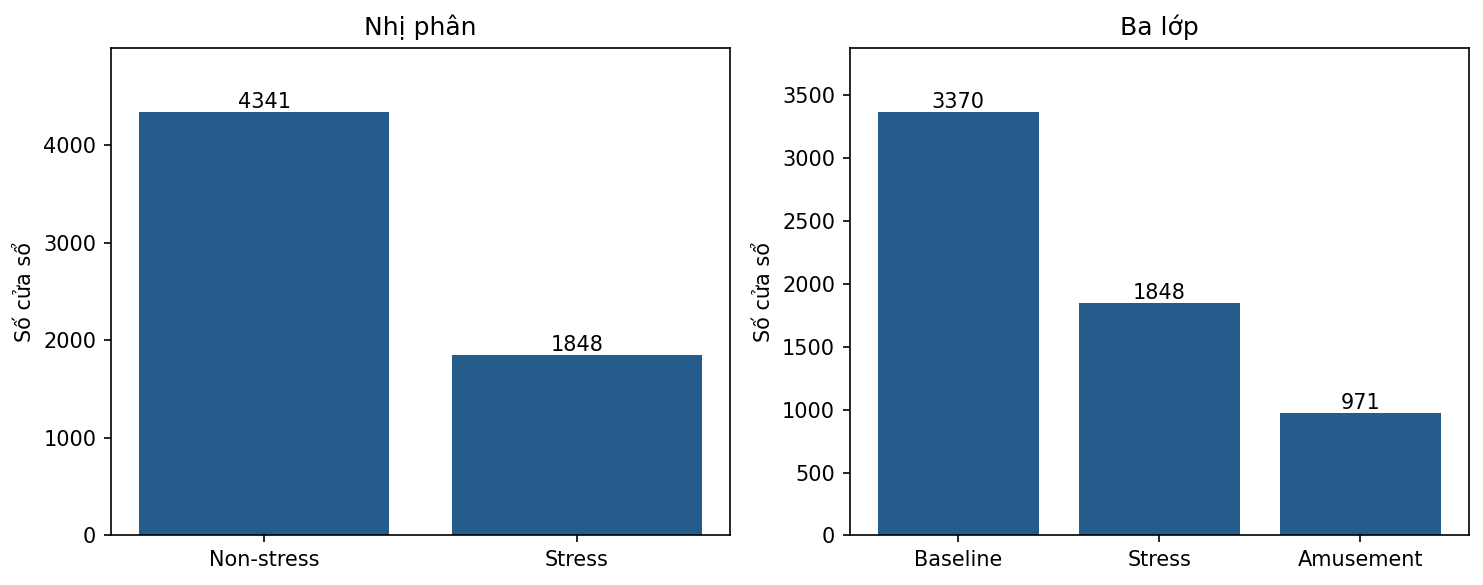 Nhị phân
Số cửa sổ
4000
3000
2000
1000
0
4341
1848
Non-stress
Stress
Ba lớp
Số cửa sổ
3500
3000
2500
2000
1500
1000
500
0
3370
1848
971
Baseline
Stress
Amusement